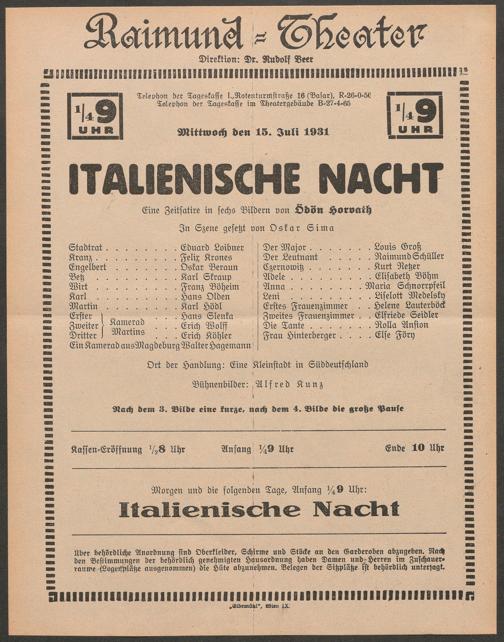 Raimund-Theater
Direktion: Dr. Rudolf Beer
Telephon der Tageskasse I., Rotenturmstraße 16 (Basar), R-26-0-56
Telephon der Tageskasse im Theatergebäude B-27-4-65
1/4 9 UHR
1/4 9 UHR
Mittwoch den 15. Juli 1931
ITALIENISCHE NACHT
Eine Zeitsatire in sechs Bildern von Ödön Horvath
In Szene gesetzt von Oskar Sima
Stadtrat . . . . . . . . . Eduard Loibner
Kranz . . . . . . . . . . Felix Krones
Engelbert . . . . . . . . Oskar Beraun
Betz . . . . . . . . . . . Karl Skraup
Wirt . . . . . . . . . . . Franz Böheim
Karl . . . . . . . . . . . Hans Olden
Martin . . . . . . . . . . Karl Hödl
Erster } Kamerad Martins . . . Hans Slenka
Zweiter } Kamerad Martins . . . Erich Wolff
Dritter } Kamerad Martins . . . Erich Köhler
Ein Kamerad aus Magdeburg Walter Hagemann
Der Major . . . . . . . . Louis Groß
Der Leutnant . . . . . . Raimund Schüller
Czernowitz . . . . . . . Kurt Retzer
Adele . . . . . . . . . . Elisabeth Böhm
Anna . . . . . . . . . . Maria Schnorrpfeil
Leni . . . . . . . . . . Liselott Medelsky
Erstes Frauenzimmer . . Helene Lauterböck
Zweites Frauenzimmer . . Elfriede Seidler
Die Tante . . . . . . . . Rolla Ansion
Frau Hinterberger . . . . Else Föry
Ort der Handlung: Eine Kleinstadt in Süddeutschland
Bühnenbilder: Alfred Kunz
Nach dem 3. Bilde eine kurze, nach dem 4. Bilde die große Pause
Kassen-Eröffnung 1/2 8 Uhr Anfang 1/4 9 Uhr Ende 10 Uhr
Morgen und die folgenden Tage, Anfang 1/4 9 Uhr:
Italienische Nacht
Über behördliche Anordnung sind Oberkleider, Schirme und Stöcke an den Garderoben abzugeben. Nach
den Bestimmungen der behördlich genehmigten Hausordnung haben Damen und Herren im Zuschauer-
raume (Logenplätze ausgenommen) die Hüte abzunehmen. Belegen der Sitzplätze ist behördlich untersagt.
„Elbemühl", Wien IX.